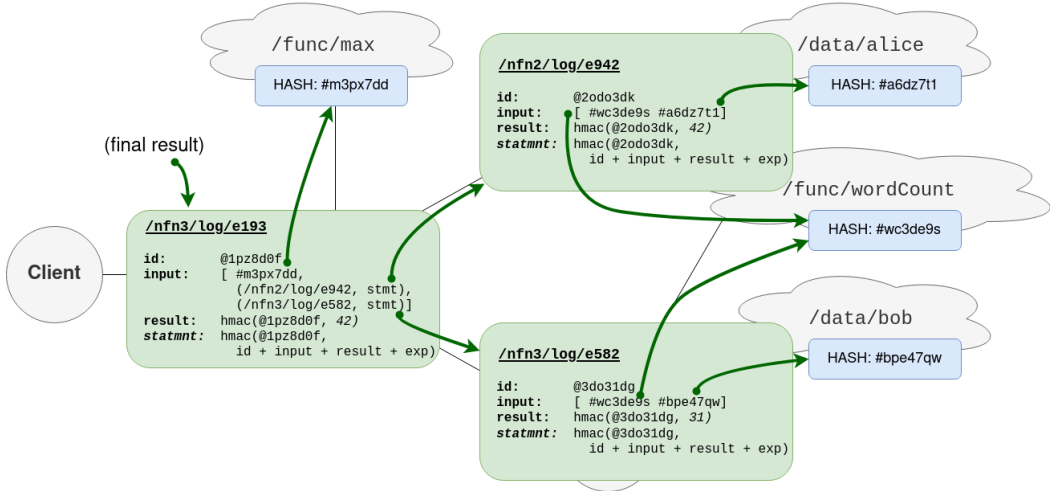 /func/max
HASH: #m3px7dd
(final result)
Client
/nfn3/log/e193
id: @1pz8d0f
input: [ #m3px7dd,
(/nfn2/log/e942, stmt),
(/nfn3/log/e582, stmt)]
result: hmac(@1pz8d0f, 42)
statmnt: hmac(@1pz8d0f,
id + input + result + exp)
/nfn2/log/e942
id: @2odo3dk
input: [ #wc3de9s #a6dz7t1]
result: hmac(@2odo3dk, 42)
statmnt: hmac(@2odo3dk,
id + input + result + exp)
/nfn3/log/e582
id: @3do31dg
input: [ #wc3de9s #bpe47qw]
result: hmac(@3do31dg, 31)
statmnt: hmac(@3do31dg,
id + input + result + exp)
/data/alice
HASH: #a6dz7t1
/func/wordCount
HASH: #wc3de9s
/data/bob
HASH: #bpe47qw